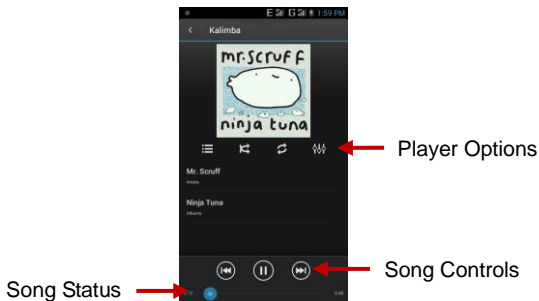 E G 1:59 PM
Kalimba
mr.scruff
ninja tuna
Player Options
Mr. Scruff
Artists
Ninja Tuna
Albums
Song Controls
Song Status